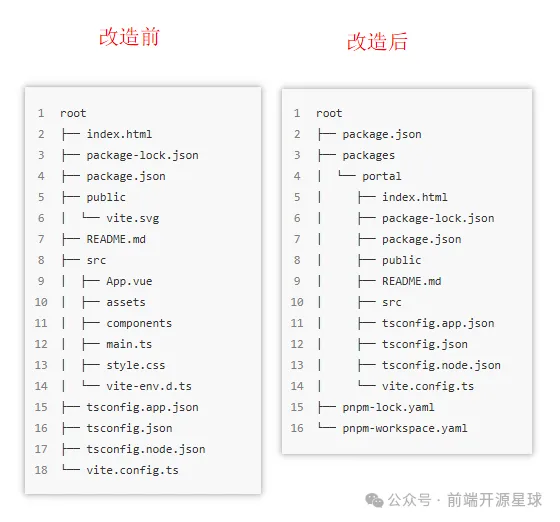 改造前
1 root
2 ├── index.html
3 ├── package-lock.json
4 ├── package.json
5 ├── public
6 │   └── vite.svg
7 ├── README.md
8 ├── src
9 │   ├── App.vue
10 │   ├── assets
11 │   ├── components
12 │   ├── main.ts
13 │   ├── style.css
14 │   └── vite-env.d.ts
15 ├── tsconfig.app.json
16 ├── tsconfig.json
17 ├── tsconfig.node.json
18 └── vite.config.ts
改造后
1 root
2 ├── package.json
3 ├── packages
4 │   └── portal
5 │       ├── index.html
6 │       ├── package-lock.json
7 │       ├── package.json
8 │       ├── public
9 │       ├── README.md
10 │       ├── src
11 │       ├── tsconfig.app.json
12 │       ├── tsconfig.json
13 │       ├── tsconfig.node.json
14 │       └── vite.config.ts
15 ├── pnpm-lock.yaml
16 └── pnpm-workspace.yaml
公众号 · 前端开源星球